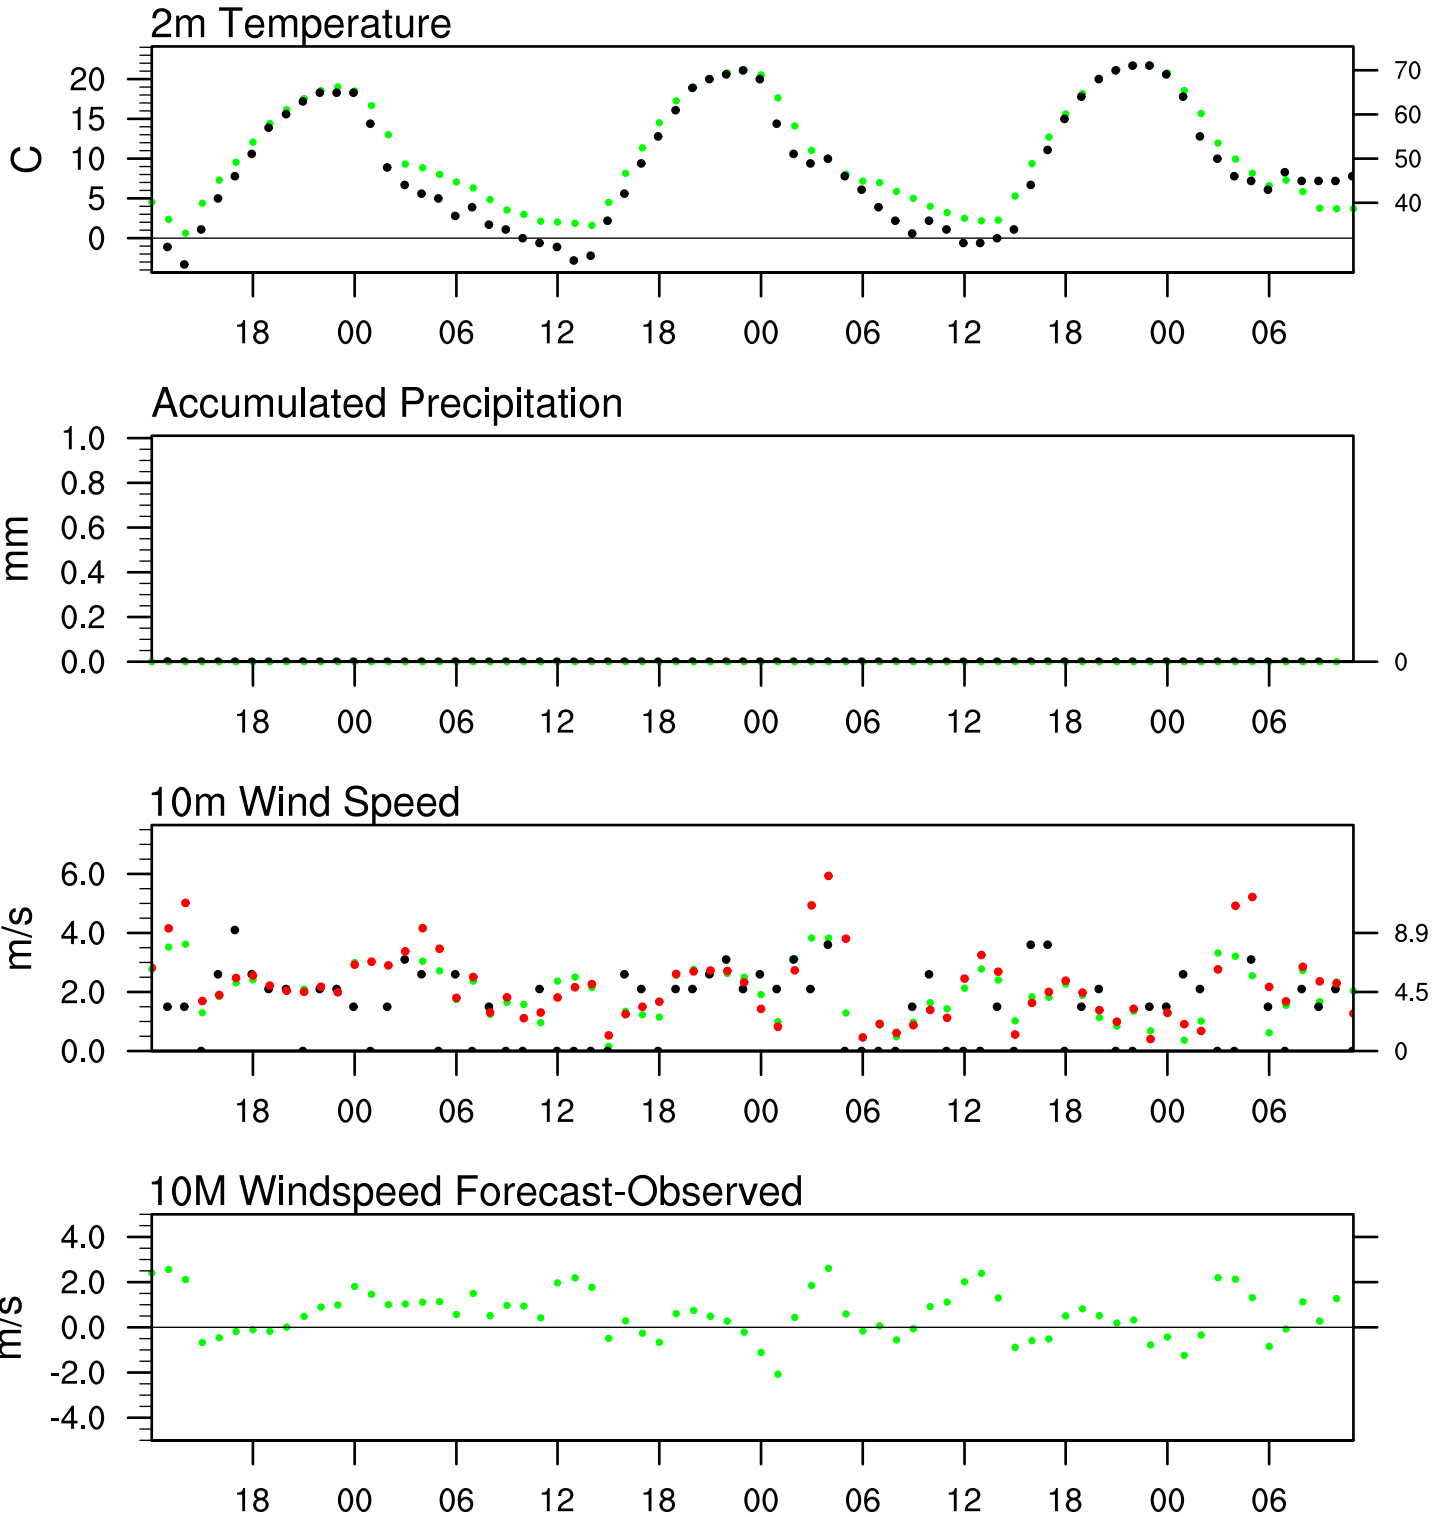 2m Temperature
20
15
10
5
0
C
70
60
50
40
18 00 06 12 18 00 06 12 18 00 06
Accumulated Precipitation
1.0
0.8
0.6
0.4
0.2
0.0
mm
0
18 00 06 12 18 00 06 12 18 00 06
10m Wind Speed
6.0
4.0
2.0
0.0
m/s
8.9
4.5
0
18 00 06 12 18 00 06 12 18 00 06
10M Windspeed Forecast-Observed
4.0
2.0
0.0
-2.0
-4.0
m/s
18 00 06 12 18 00 06 12 18 00 06